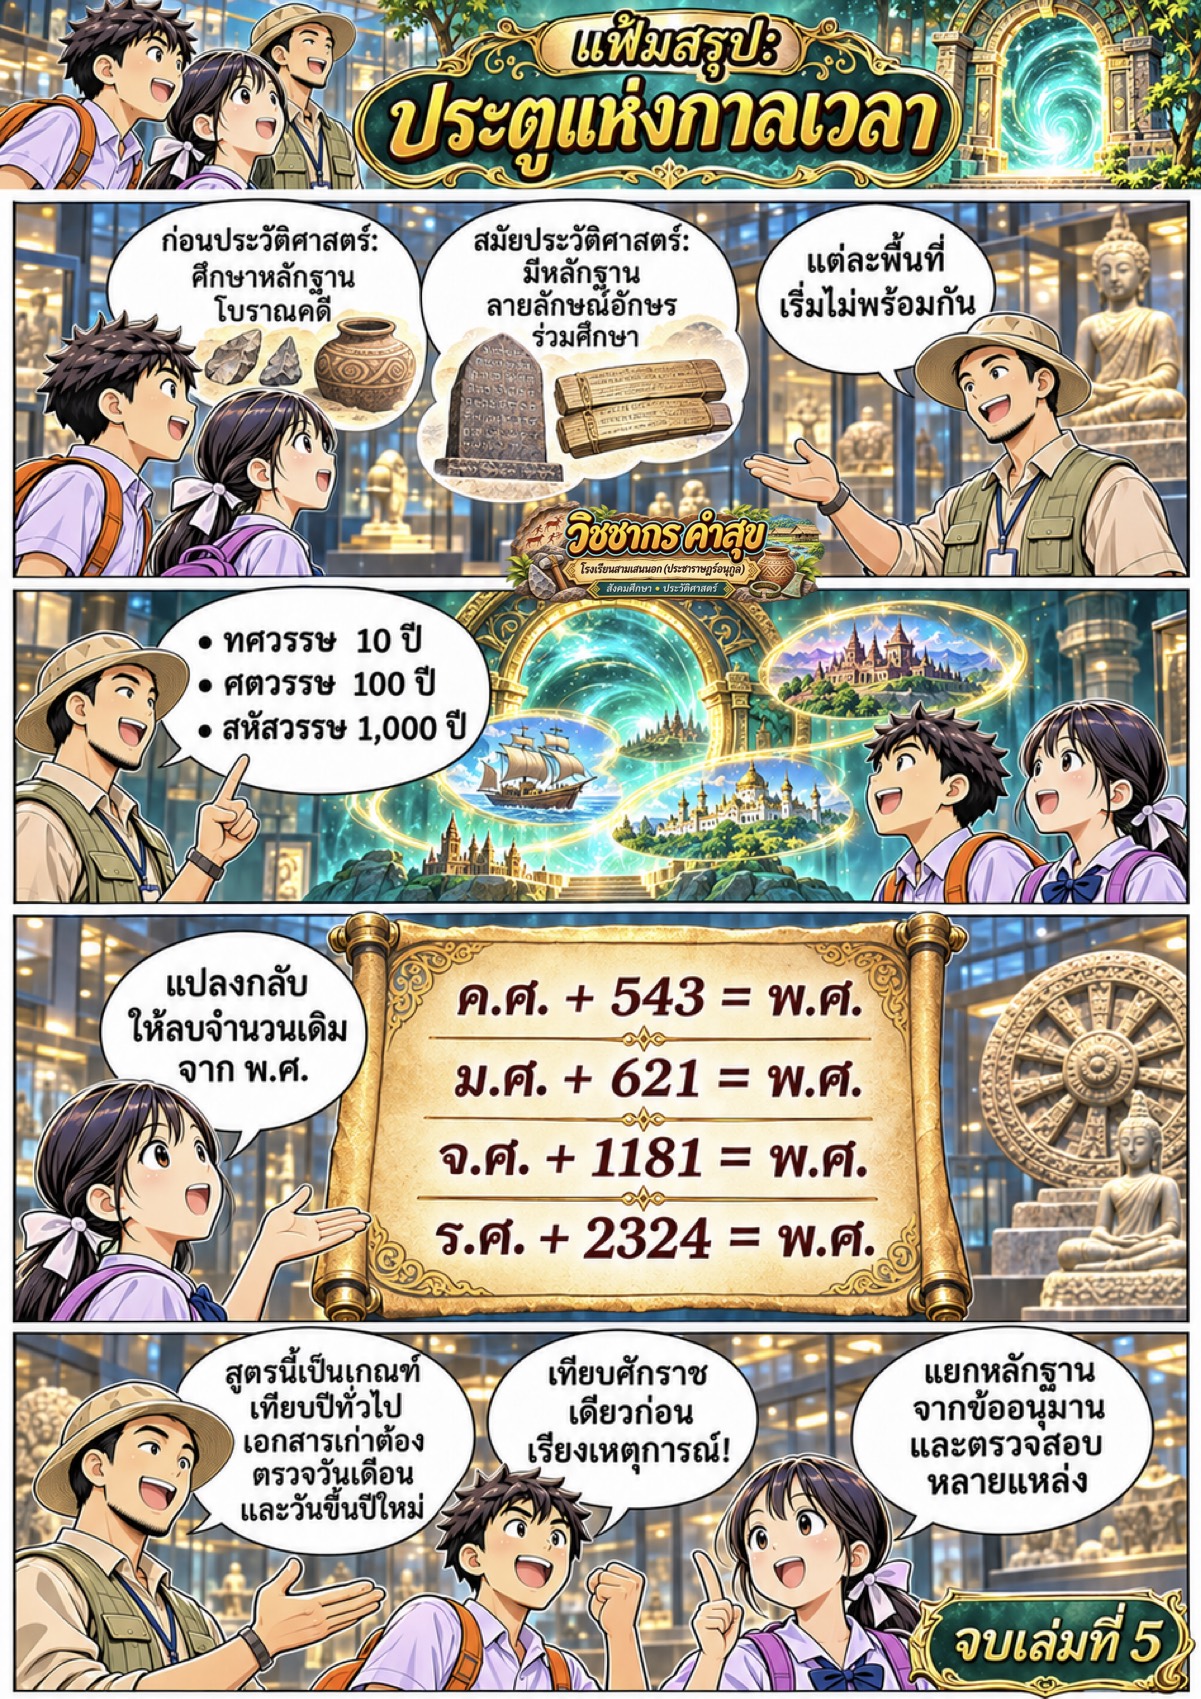 แฟ้มสรุป:
ประตูแห่งกาลเวลา
ก่อนประวัติศาสตร์:
ศึกษาหลักฐาน
โบราณคดี
สมัยประวัติศาสตร์:
มีหลักฐาน
ลายลักษณ์อักษร
ร่วมศึกษา
แต่ละพื้นที่
เริ่มไม่พร้อมกัน
วิชชากร คำสุข
โรงเรียนสามเสนนอก (ประชาราษฎร์อนุกูล)
สังคมศึกษา • ประวัติศาสตร์
• ทศวรรษ 10 ปี
• ศตวรรษ 100 ปี
• สหัสวรรษ 1,000 ปี
แปลงกลับ
ให้ลบจำนวนเดิม
จาก พ.ศ.
ค.ศ. + 543 = พ.ศ.
ม.ศ. + 621 = พ.ศ.
จ.ศ. + 1181 = พ.ศ.
ร.ศ. + 2324 = พ.ศ.
สูตรนี้เป็นเกณฑ์
เทียบปีทั่วไป
เอกสารเก่าต้อง
ตรวจวันเดือน
และวันขึ้นปีใหม่
เทียบศักราช
เดียวก่อน
เรียงเหตุการณ์!
แยกหลักฐาน
จากข้ออนุมาน
และตรวจสอบ
หลายแหล่ง
จบเล่มที่ 5